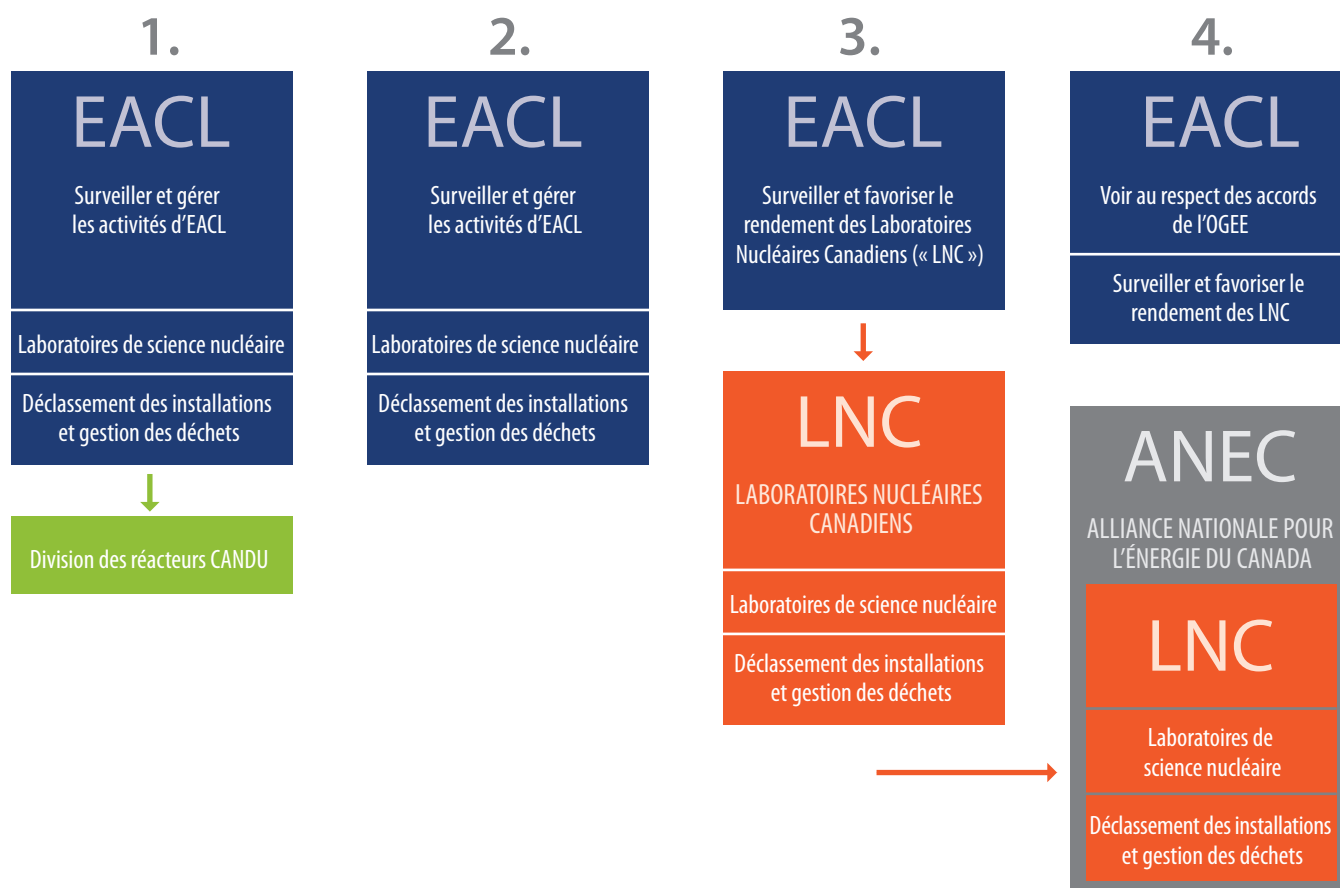 1.
EACL
Surveiller et gérer
les activités d’EACL
Laboratoires de science nucléaire
Déclassement des installations
et gestion des déchets
Division des réacteurs CANDU
2.
EACL
Surveiller et gérer
les activités d’EACL
Laboratoires de science nucléaire
Déclassement des installations
et gestion des déchets
3.
EACL
Surveiller et favoriser le
rendement des Laboratoires
Nucléaires Canadiens (« LNC »)
LNC
LABORATOIRES NUCLÉAIRES
CANADIENS
Laboratoires de science nucléaire
Déclassement des installations
et gestion des déchets
4.
EACL
Voir au respect des accords
de l’OGEE
Surveiller et favoriser le
rendement des LNC
ANEC
ALLIANCE NATIONALE POUR
L’ÉNERGIE DU CANADA
LNC
Laboratoires de
science nucléaire
Déclassement des installations
et gestion des déchets